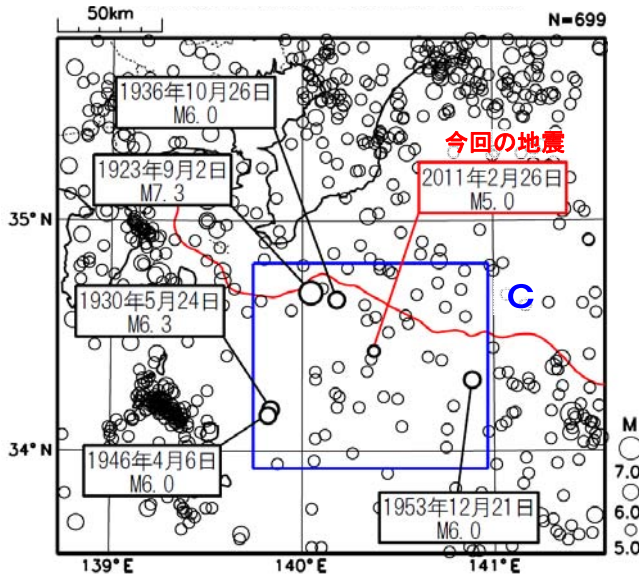 50km
N=699
1936年10月26日
M6.0
今回の地震
1923年9月2日
M7.3
2011年2月26日
M5.0
35°N
C
1930年5月24日
M6.3
34°N
1946年4月6日
M6.0
1953年12月21日
M6.0
M
7.0
6.0
5.0
139°E
140°E
141°E